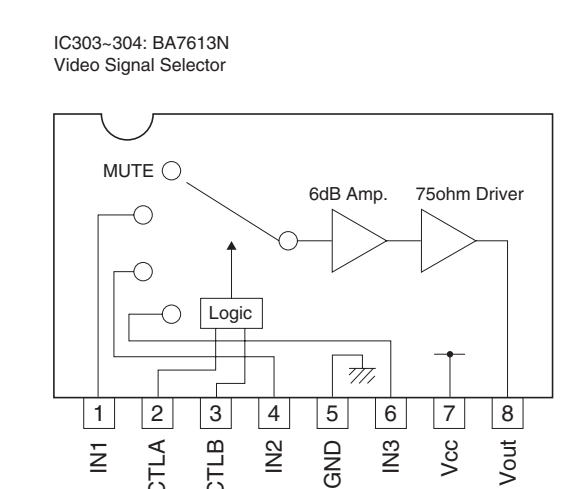 IC303~304: BA7613N
Video Signal Selector
MUTE
6dB Amp. 75ohm Driver
Logic
1 2 3 4 5 6 7 8
IN1 CTLA CTLB IN2 GND IN3 Vcc Vout